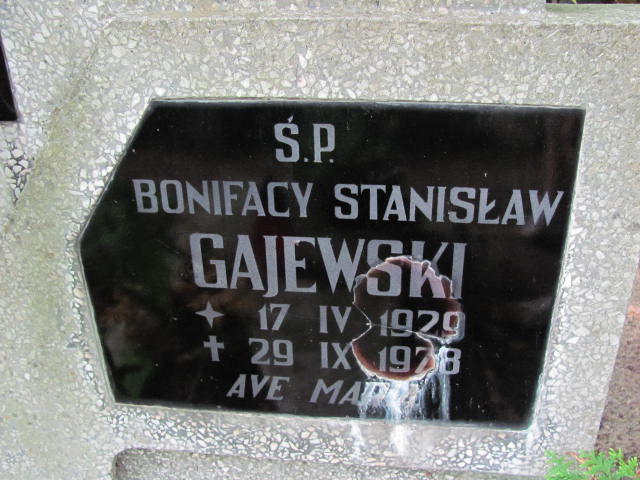 Ś.P.
BONIFACY STANISŁAW
GAJEWSKI
17 IV 1929
29 IX 1978
AVE